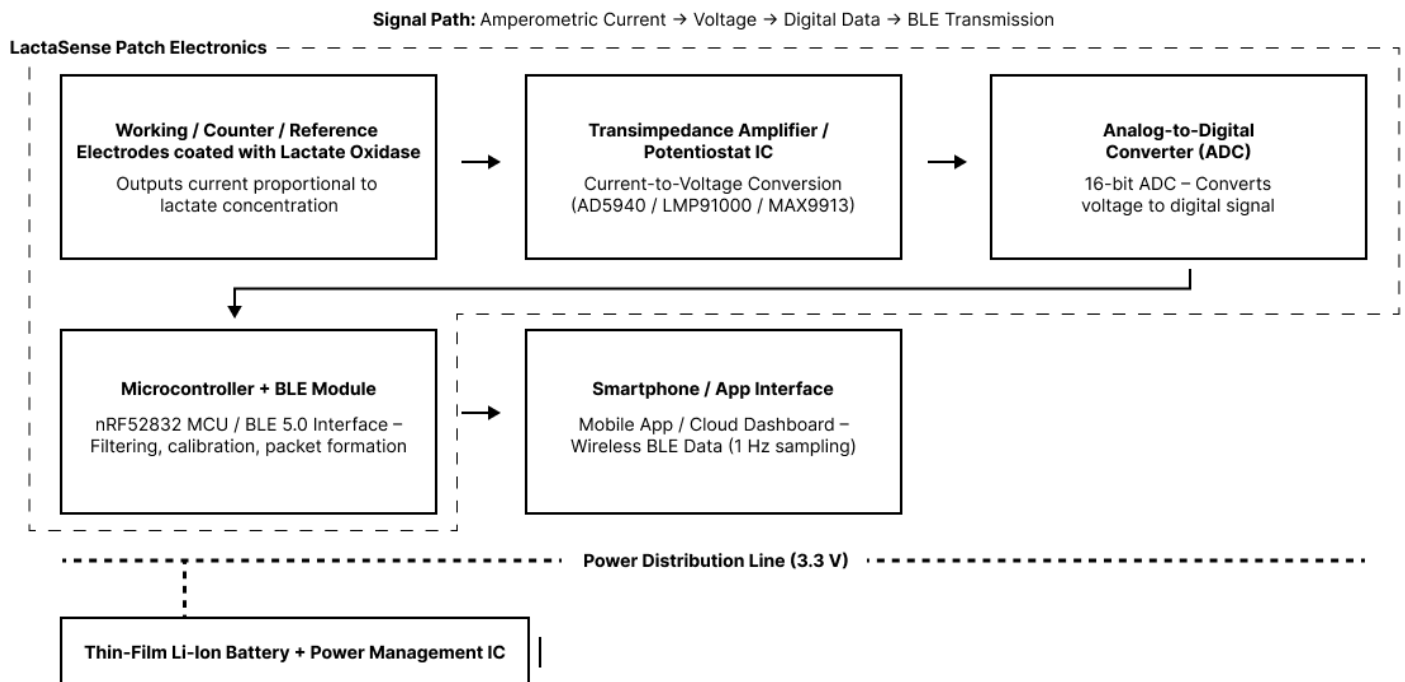 Signal Path: Amperometric Current → Voltage → Digital Data → BLE Transmission
LactaSense Patch Electronics
Working / Counter / Reference
Electrodes coated with Lactate Oxidase
Outputs current proportional to
lactate concentration
Transimpedance Amplifier /
Potentiostat IC
Current-to-Voltage Conversion
(AD5940 / LMP91000 / MAX9913)
Analog-to-Digital
Converter (ADC)
16-bit ADC – Converts
voltage to digital signal
Microcontroller + BLE Module
nRF52832 MCU / BLE 5.0 Interface –
Filtering, calibration, packet formation
Smartphone / App Interface
Mobile App / Cloud Dashboard –
Wireless BLE Data (1 Hz sampling)
Power Distribution Line (3.3 V)
Thin-Film Li-Ion Battery + Power Management IC